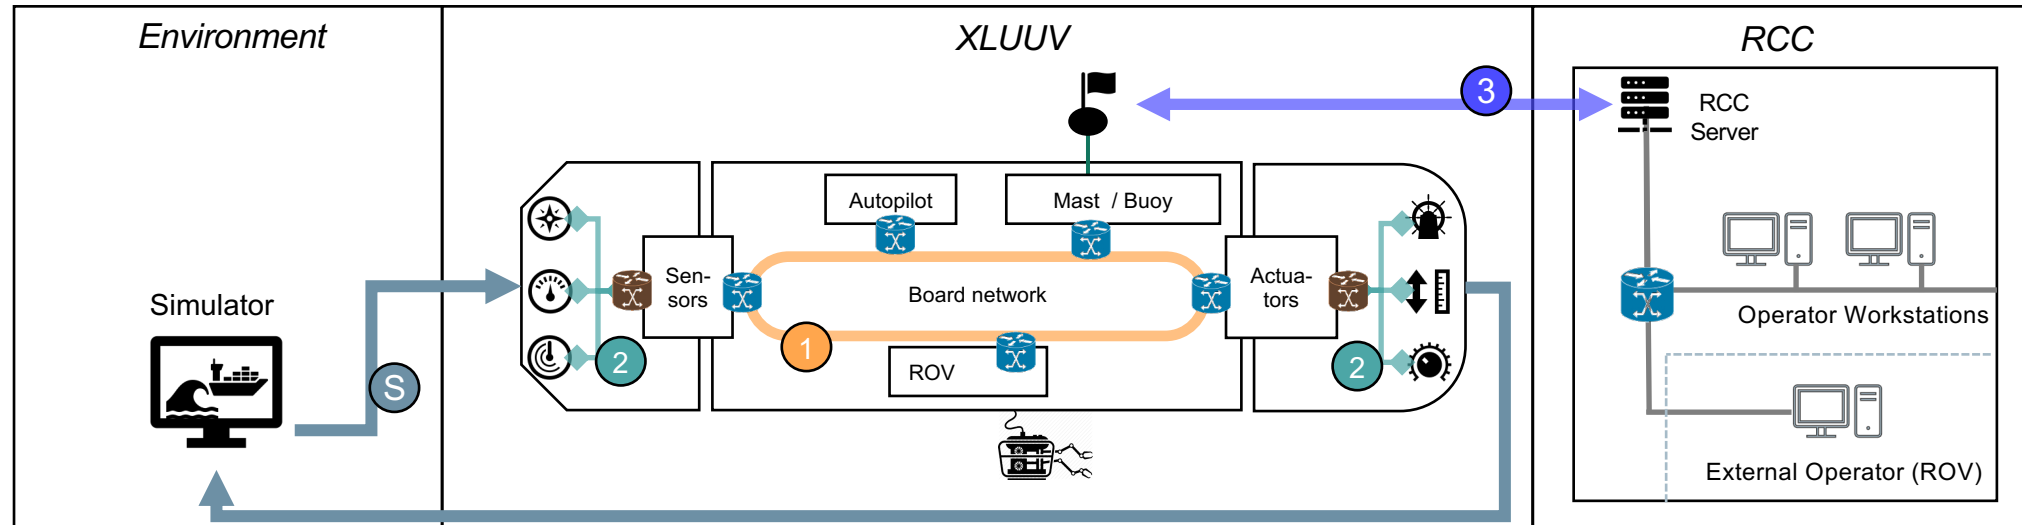 Environment
XLUUV
RCC
3
RCC
Server
Autopilot
Mast / Buoy
Sen-
sors
Board network
Actua-
tors
Simulator
Operator Workstations
1
2
2
ROV
S
External Operator (ROV)